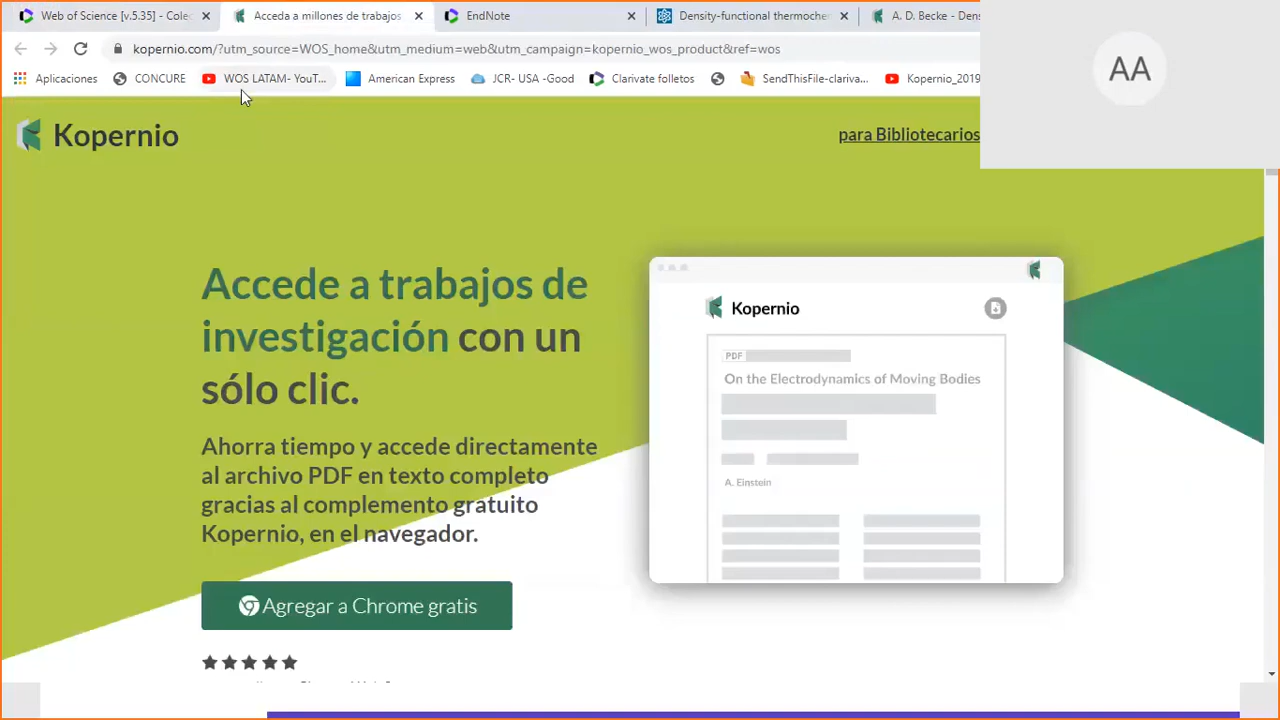 Web of Science (v.5.35) - Colec
Acceda a millones de trabajos
EndNote
Density-functional thermocher
A. D. Becke - Dens
kopernio.com/?utm_source=WOS_home&utm_medium=web&utm_campaign=kopernio_wos_product&ref=wos
Aplicaciones
CONCURE
WOS LATAM- YouT...
American Express
JCR- USA -Good
Clarivate folletos
SendThisFile-clariva...
Kopernio_2019
AA
Kopernio
para Bibliotecarios
Accede a trabajos de
investigación con un
sólo clic.
Ahorra tiempo y accede directamente
al archivo PDF en texto completo
gracias al complemento gratuito
Kopernio, en el navegador.
Agregar a Chrome gratis
Kopernio
PDF
On the Electrodynamics of Moving Bodies
A. Einstein